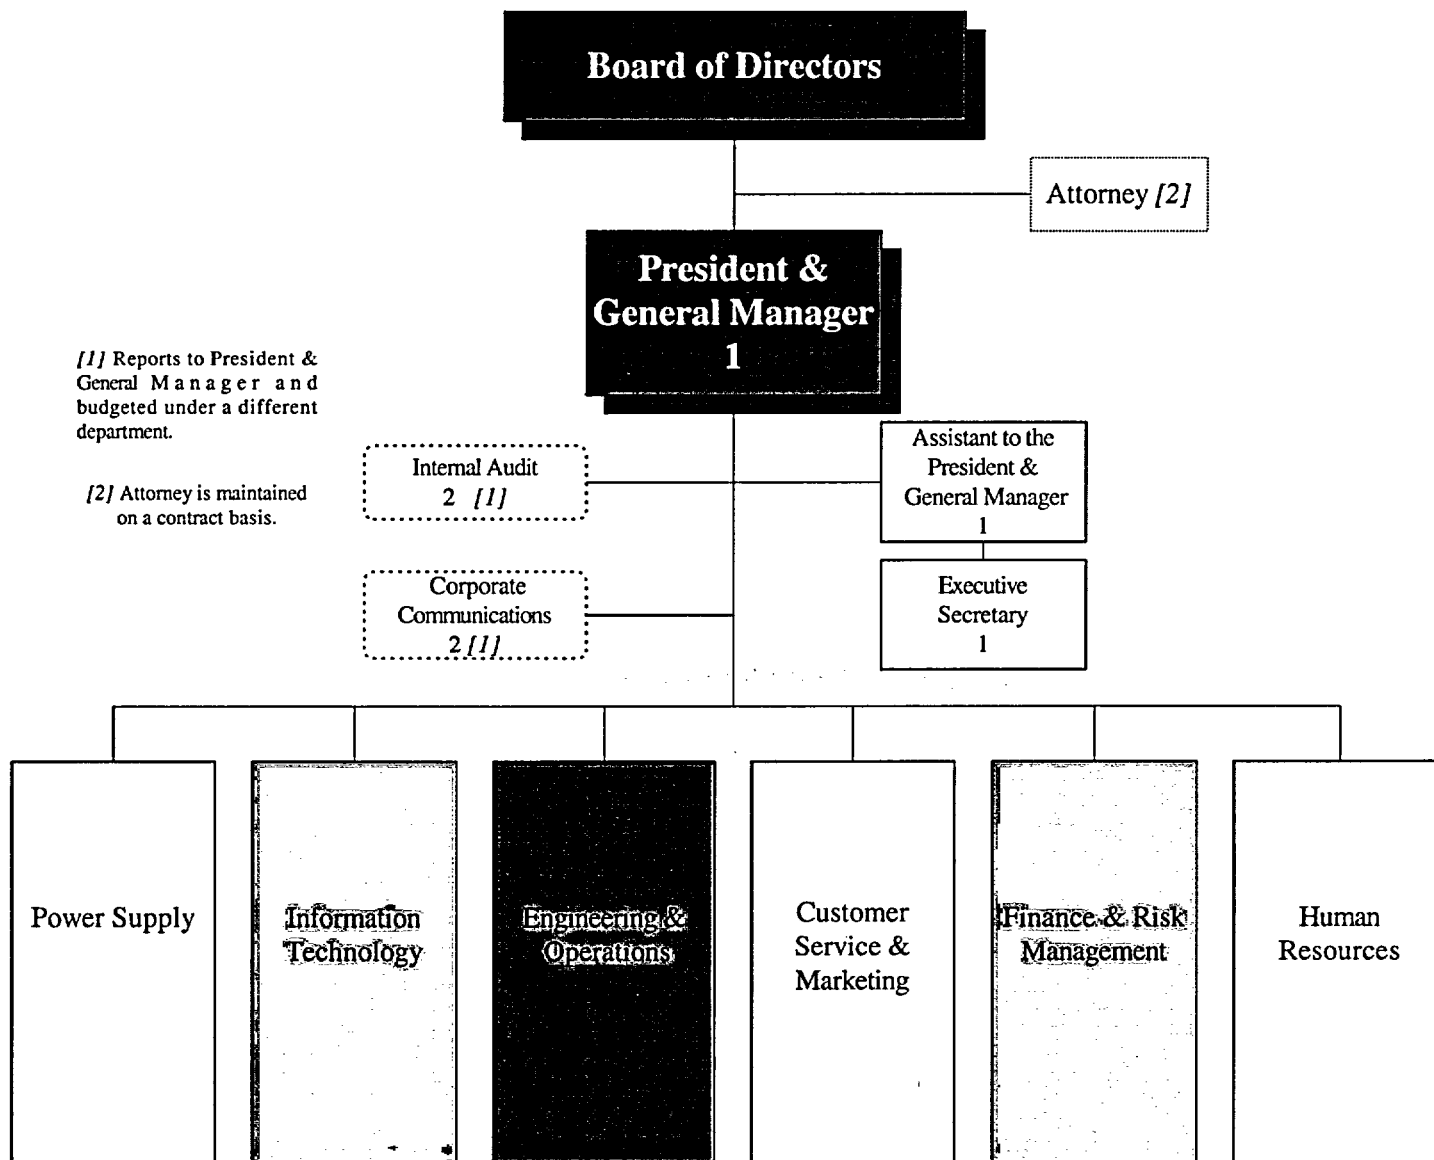 Board of Directors
Attorney [2]
President &
General Manager
1
[1] Reports to President &
General Manager and
budgeted under a different
department.
[2] Attorney is maintained
on a contract basis.
Internal Audit
2 [1]
Assistant to the
President &
General Manager
1
Corporate
Communications
2 [1]
Executive
Secretary
1
Power Supply
Information
Technology
Engineering &
Operations
Customer
Service &
Marketing
Finance & Risk
Management
Human
Resources